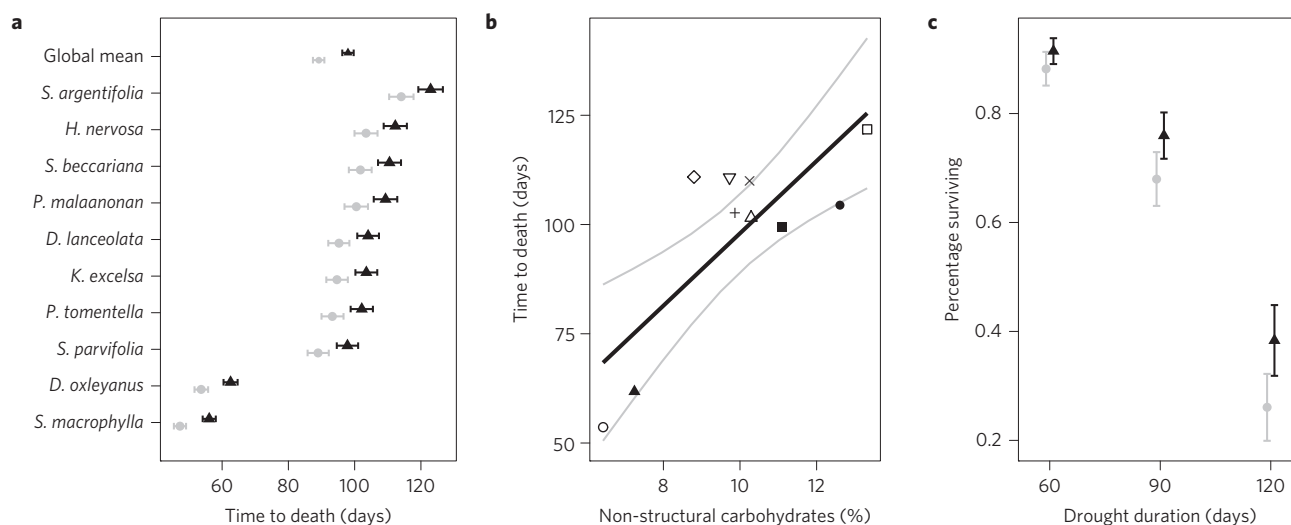 a
Global mean
S. argentifolia
H. nervosa
S. beccariana
P. malaanonan
D. lanceolata
K. excelsa
P. tomentella
S. parvifolia
D. oxleyanus
S. macrophylla
60 80 100 120
Time to death (days)
b
Time to death (days)
125
100
75
50
8 10 12
Non-structural carbohydrates (%)
c
Percentage surviving
0.8
0.6
0.4
0.2
60 90 120
Drought duration (days)